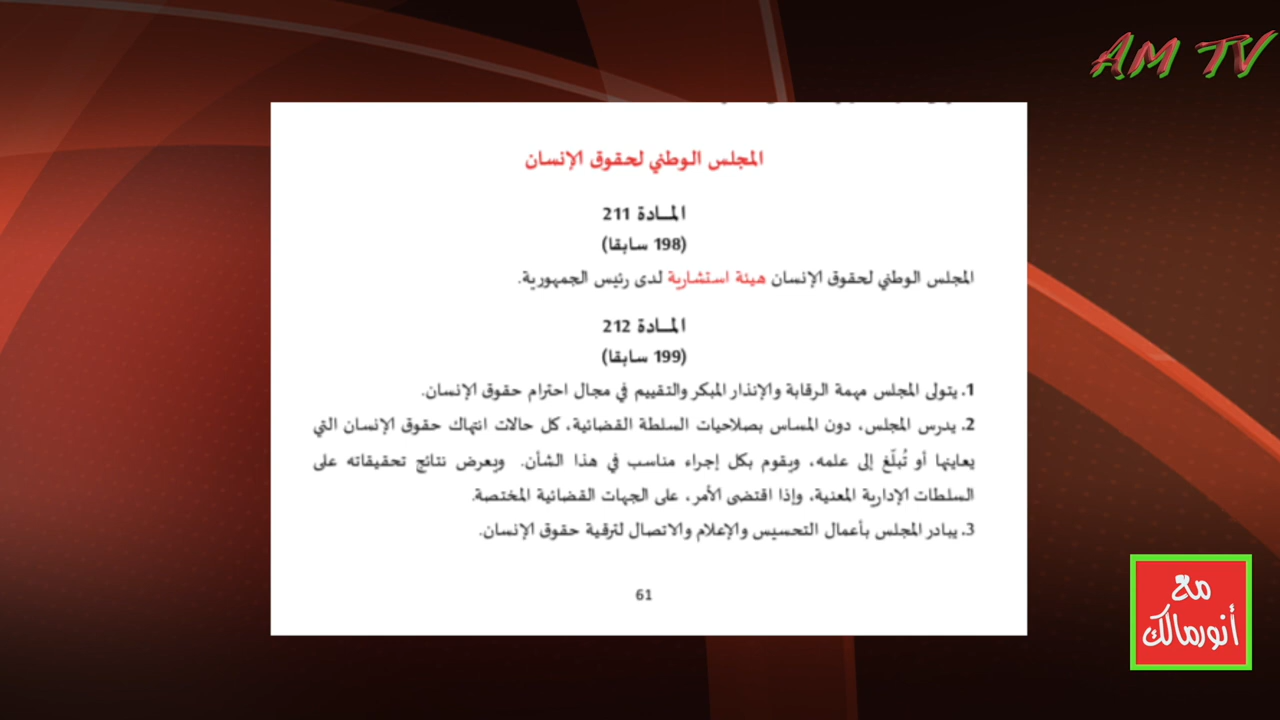 AM TV
المجلس الوطني لحقوق الإنسان
المـــادة 211
(198 سابقا)
المجلس الوطني لحقوق الإنسان هيئة استشارية لدى رئيس الجمهورية.
المـــادة 212
(199 سابقا)
1. يتولى المجلس مهمة الرقابة والإنذار المبكر والتقييم في مجال احترام حقوق الإنسان.
2. يدرس المجلس، دون المساس بصلاحيات السلطة القضائية، كل حالات انتهاك حقوق الإنسان التي
يعاينها أو تُبلّغ إلى علمه، ويقوم بكل إجراء مناسب في هذا الشأن. ويعرض نتائج تحقيقاته على
السلطات الإدارية المعنية، وإذا اقتضى الأمر، على الجهات القضائية المختصة.
3. يبادر المجلس بأعمال التحسيس والإعلام والاتصال لترقية حقوق الإنسان.
61
مع
أنورمالك